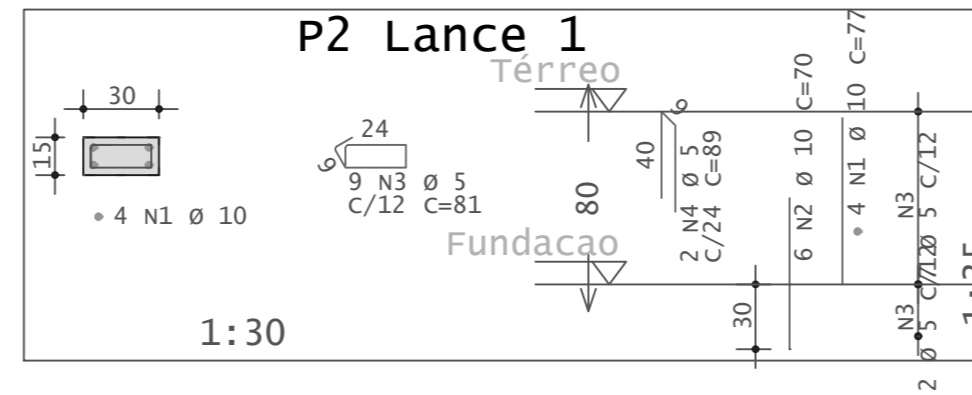 P2 Lance 1
Térreo
30
15
4 N1 Ø 10
24
9
9 N3 Ø 5
C/12 C=81
Fundacao
80
40
9
2 N4 Ø 5
C/24 C=89
6 N2 Ø 10 C=70
4 N1 Ø 10 C=77
N3
Ø 5 C/12
30
N3
2 Ø 5 C/12
1:30